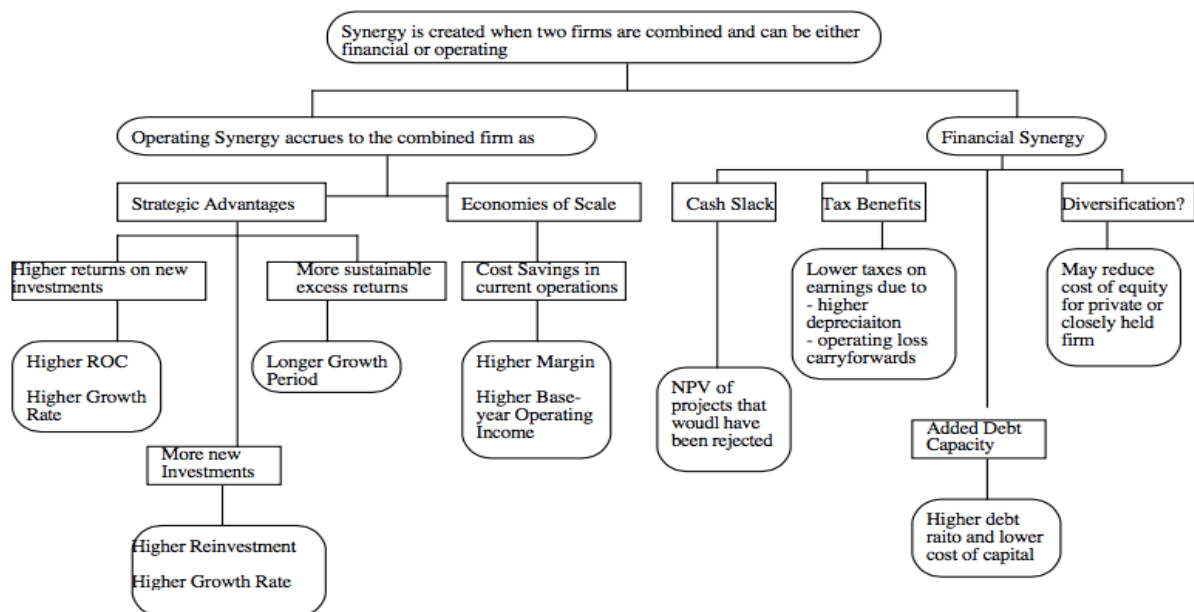 Synergy is created when two firms are combined and can be either
financial or operating
Operating Synergy accrues to the combined firm as
Financial Synergy
Strategic Advantages
Economies of Scale
Cash Slack
Tax Benefits
Diversification?
Higher returns on new
investments
More sustainable
excess returns
Cost Savings in
current operations
Lower taxes on
earnings due to
- higher
depreciaiton
- operating loss
carryforwards
May reduce
cost of equity
for private or
closely held
firm
Higher ROC
Higher Growth
Rate
Longer Growth
Period
Higher Margin
Higher Base-
year Operating
Income
NPV of
projects that
woudl have
been rejected
Added Debt
Capacity
More new
Investments
Higher debt
raito and lower
cost of capital
Higher Reinvestment
Higher Growth Rate